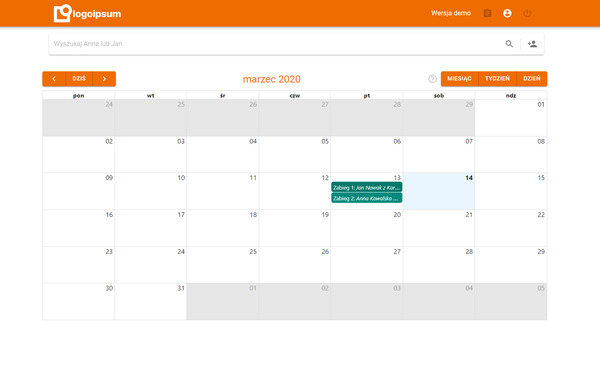 logoipsum
Wersja demo
Wyszukaj Anna lub Jan
DZIŚ
marzec 2020
MIESIĄC TYDZIEŃ DZIEŃ
pon wt śr czw pt sob ndz
24 25 26 27 28 29 01
02 03 04 05 06 07 08
09 10 11 12 13 14 15
Zabieg 1: Jan Nowak z Kar...
Zabieg 2: Anna Kowalska ...
16 17 18 19 20 21 22
23 24 25 26 27 28 29
30 31 01 02 03 04 05